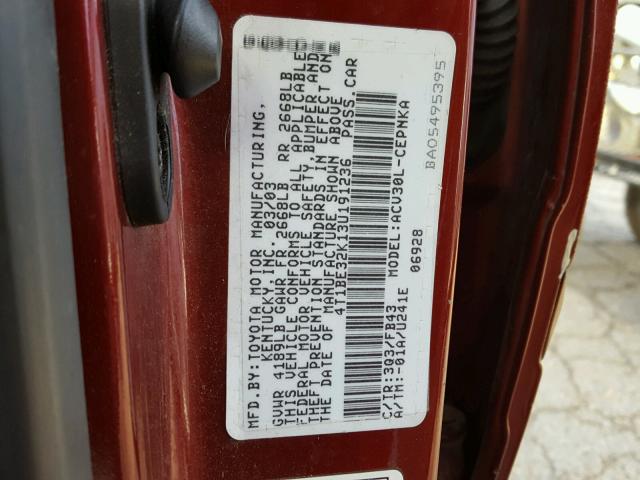 MFD.BY:TOYOTA MOTOR MANUFACTURING,
KENTUCKY, INC. 03/03
GVWR 4189LB GAWR FR 2668LB RR 2668LB
THIS VEHICLE CONFORMS TO ALL APPLICABLE
FEDERAL MOTOR VEHICLE SAFETY, BUMPER AND
THEFT PREVENTION STANDARDS IN EFFECT ON
THE DATE OF MANUFACTURE SHOWN ABOVE
4T1BE32K13U191236 PASS.CAR
C/TR:3Q3/FB43 MODEL:ACV30L-CEPNKA
A/TM:-01A/U241E 06928
BA05495395